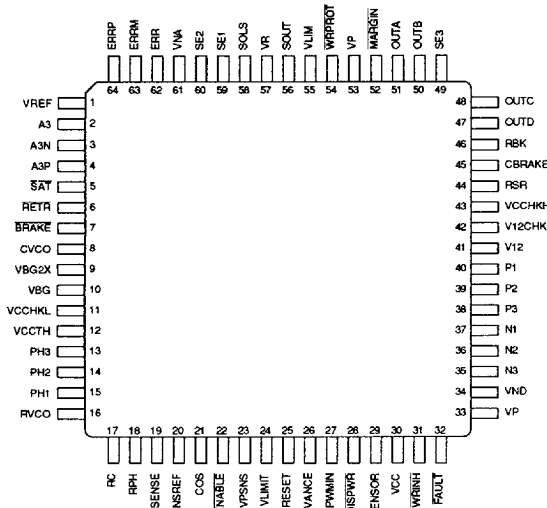 ERRP ERRM ERR VNA SE2 SE1 SOLS VR SOUT VLIM WRPROT VP MARGIN OUTA OUTB SE3
64 63 62 61 60 59 58 57 56 55 54 53 52 51 50 49
VREF 1 48 OUTC
A3 2 47 OUTD
A3N 3 46 RBK
A3P 4 45 CBRAKE
SAT 5 44 RSR
RETR 6 43 VCCHKH
BRAKE 7 42 V12CHK
CVCO 8 41 V12
VBG2X 9 40 P1
VBG 10 39 P2
VCCHKL 11 38 P3
VCCTH 12 37 N1
PH3 13 36 N2
PH2 14 35 N3
PH1 15 34 VND
RVCO 16 33 VP
17 18 19 20 21 22 23 24 25 26 27 28 29 30 31 32
RC RPH SENSE NSREF COS NABLE VPSNS VLIMIT RESET VANCE PWMIN ISPWR ENSOR VCC WRINH FAULT